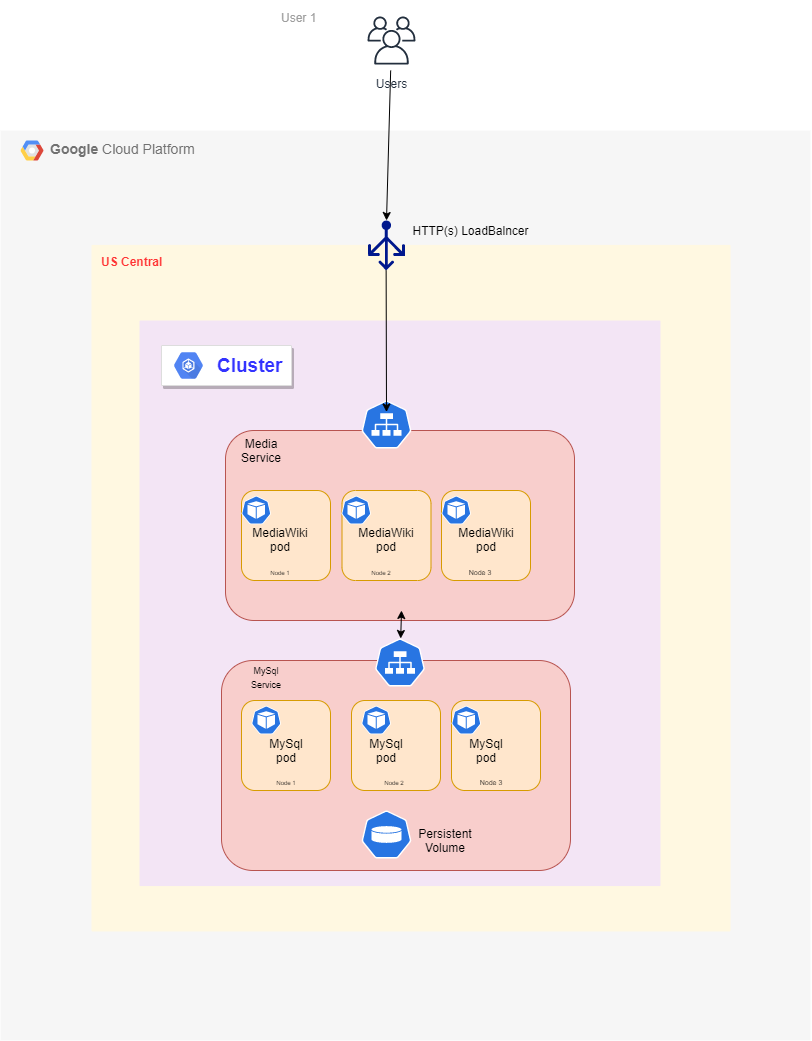 User 1
Users
Google Cloud Platform
HTTP(s) LoadBalncer
US Central
Cluster
Media
Service
MediaWiki
pod
Node 1
MediaWiki
pod
Node 2
MediaWiki
pod
Node 3
MySql
Service
MySql
pod
Node 1
MySql
pod
Node 2
MySql
pod
Node 3
Persistent
Volume